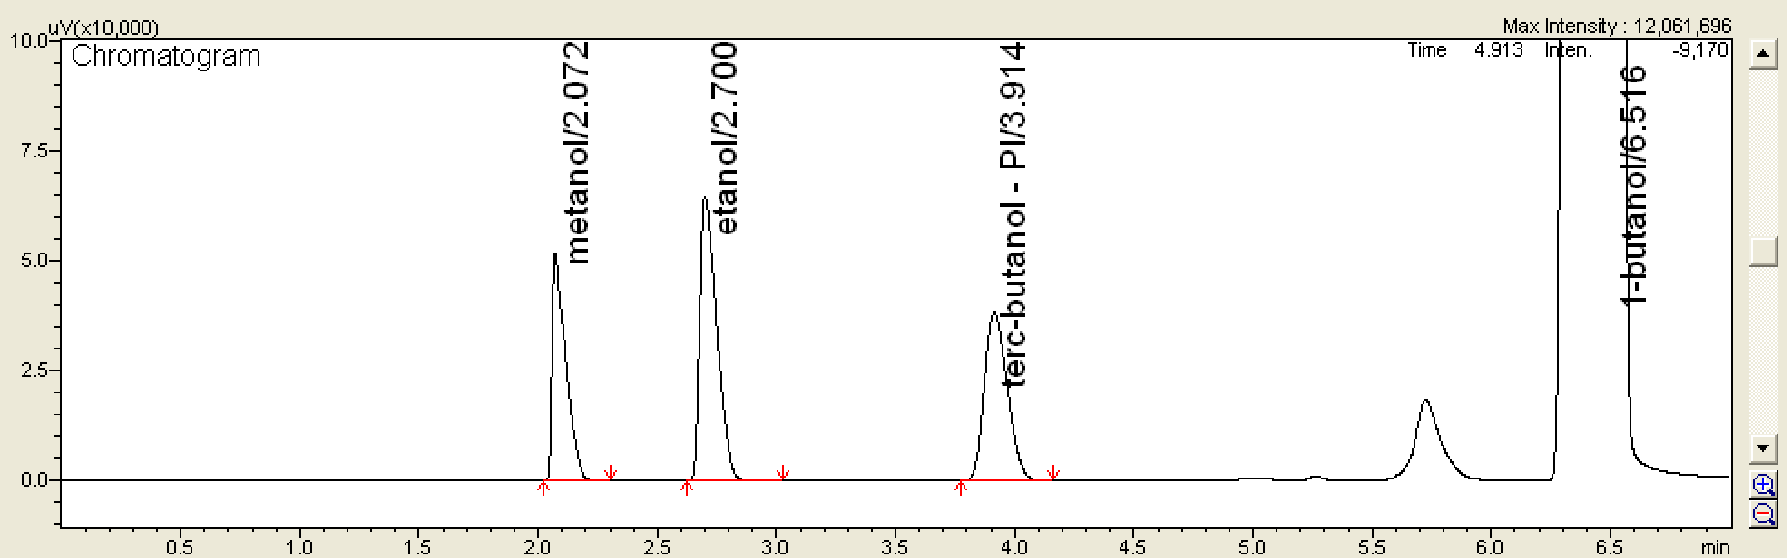 uV(x10,000)
Max Intensity : 12,061,696
10.0
Chromatogram
Time 4.913 Inten. -9,170
metanol/2.072
etanol/2.700
terc-butanol - PI/3.914
1-butanol/6.516
7.5
5.0
2.5
0.0
0.5 1.0 1.5 2.0 2.5 3.0 3.5 4.0 4.5 5.0 5.5 6.0 6.5 min